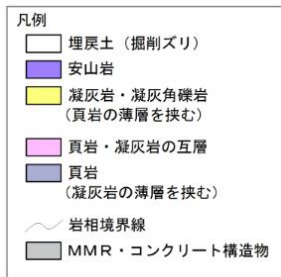 凡例
埋戻土（掘削ズリ）
安山岩
凝灰岩・凝灰角礫岩
（頁岩の薄層を挟む）
頁岩・凝灰岩の互層
頁岩
（凝灰岩の薄層を挟む）
岩相境界線
ＭＭＲ・コンクリート構造物